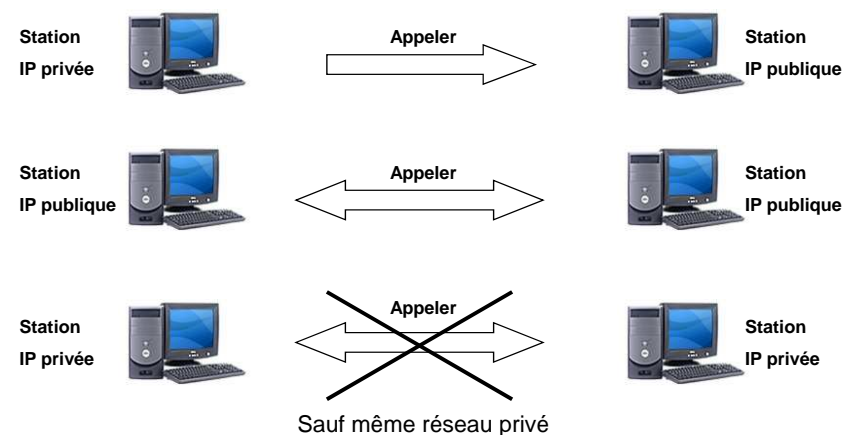 Station
IP privée
Appeler
Station
IP publique
Station
IP publique
Appeler
Station
IP publique
Station
IP privée
Appeler
Station
IP privée
Sauf même réseau privé